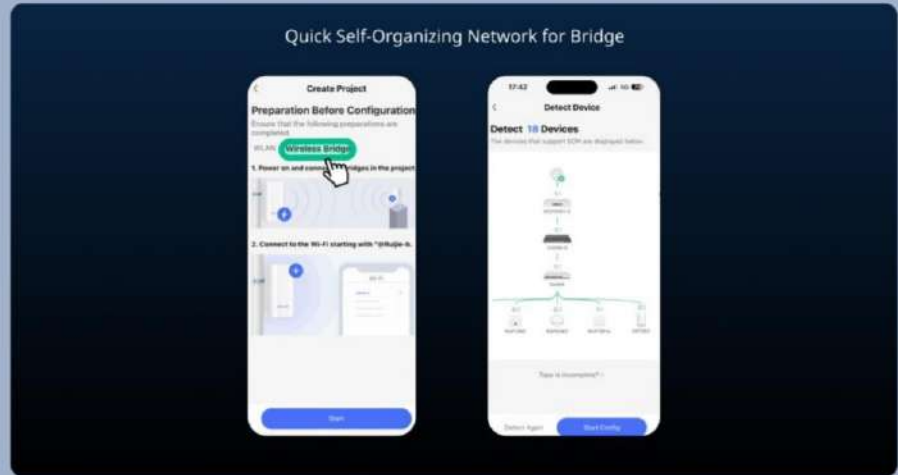 Quick Self-Organizing Network for Bridge
Create Project
Preparation Before Configuration
Ensure that the following preparations are
completed
WLAN Wireless Bridge
1. Power on and bridges in the project
2. Connect to the Wi-Fi starting with "@Ruijie-b.
Wi-Fi
Start
17:42
Detect Device
Detect 18 Devices
The devices that support SON are displayed below.
Topo is incomplete?
Detect Again
Start Config